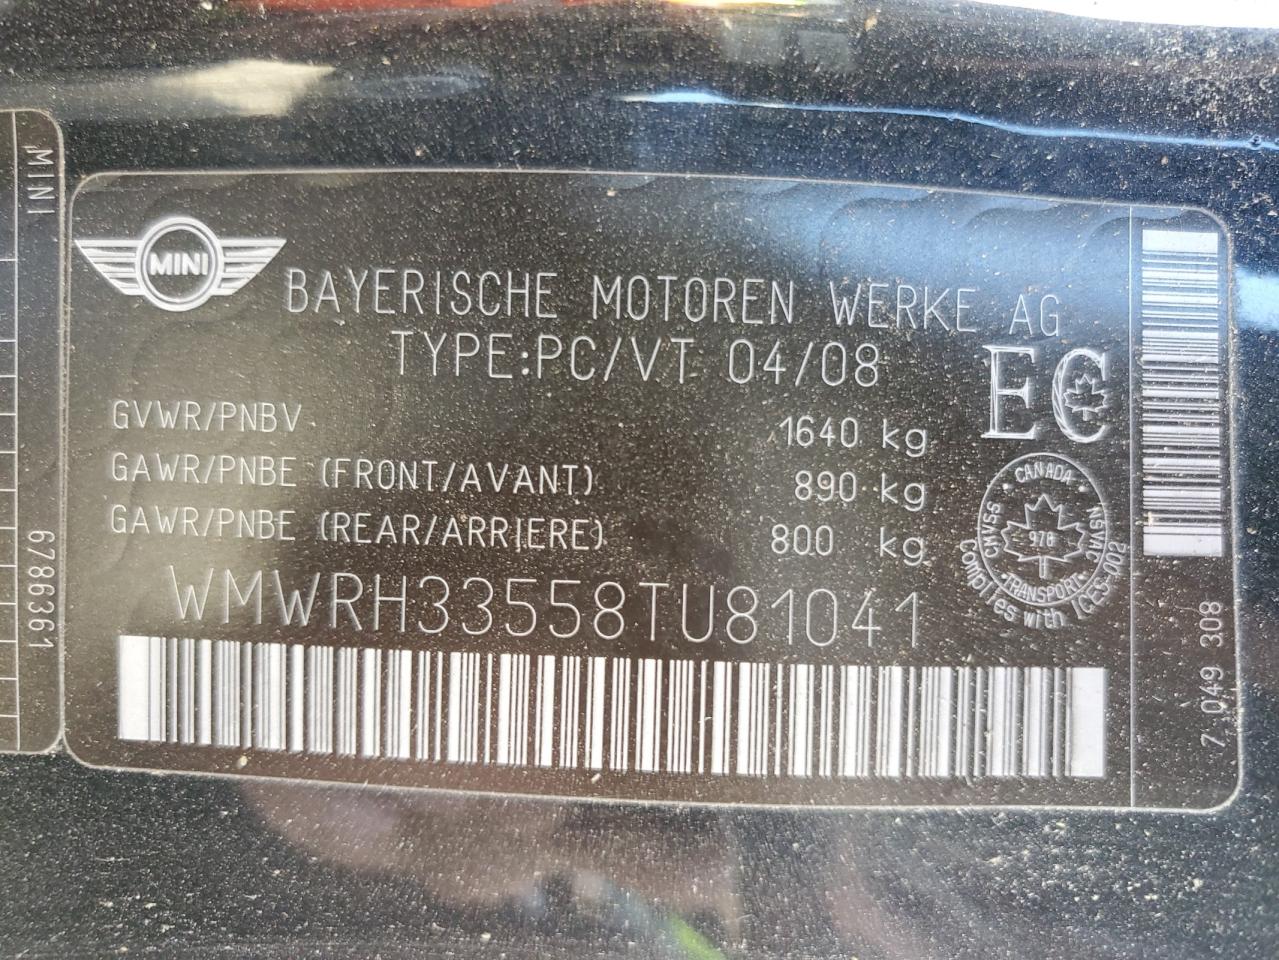 MINI
6786361
MINI
BAYERISCHE MOTOREN WERKE AG
TYPE:PC/VT 04/08
GVWR/PNBV 1640 kg
GAWR/PNBE (FRONT/AVANT) 890 kg
GAWR/PNBE (REAR/ARRIERE) 800 kg
WMWRH33558TU81041
EC
CANADA
CMVSS NSVAC
978
TRANSPORT
Complies with ICES-002
7 049 308